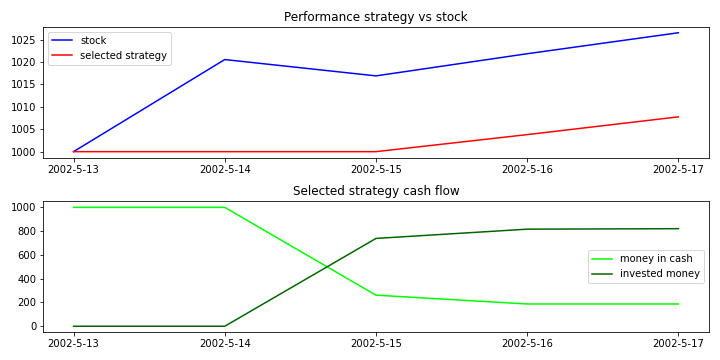 Performance strategy vs stock
stock
selected strategy
1025
1020
1015
1010
1005
1000
2002-5-13 2002-5-14 2002-5-15 2002-5-16 2002-5-17
Selected strategy cash flow
1000
800
600
400
200
0
money in cash
invested money
2002-5-13 2002-5-14 2002-5-15 2002-5-16 2002-5-17